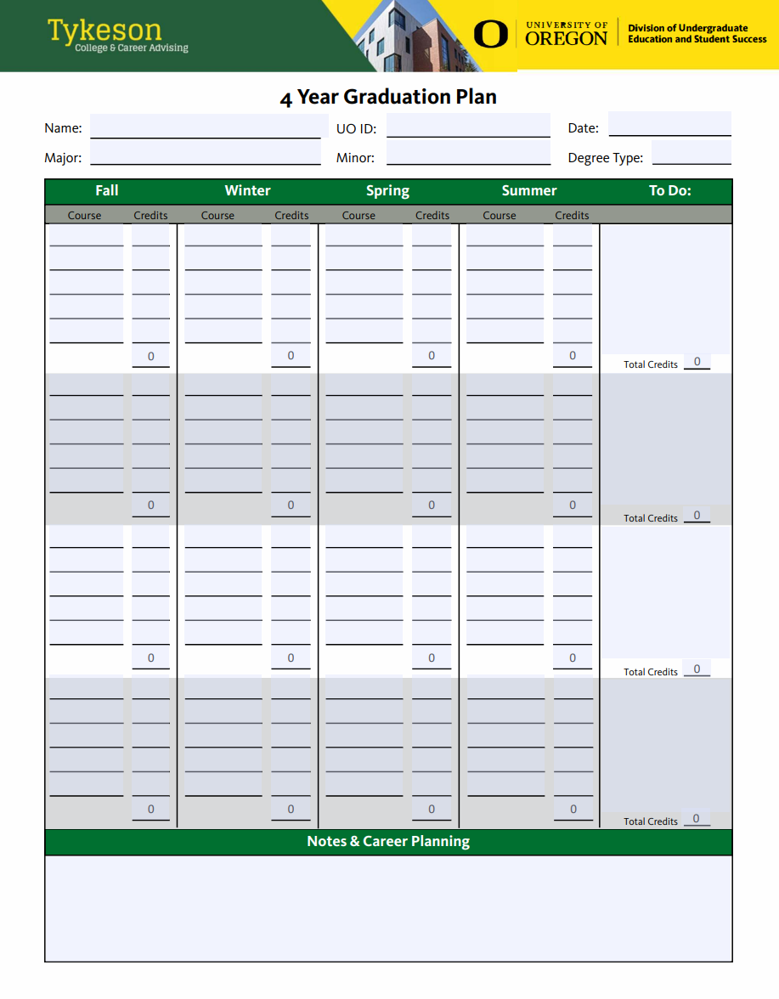 Tykeson
College & Career Advising
O
UNIVERSITY OF
OREGON
Division of Undergraduate
Education and Student Success
4 Year Graduation Plan
Name: UO ID: Date:
Major: Minor: Degree Type:
Fall Winter Spring Summer To Do:
Course Credits Course Credits Course Credits Course Credits
0 0 0 0 Total Credits 0
0 0 0 0 Total Credits 0
0 0 0 0 Total Credits 0
0 0 0 0 Total Credits 0
Notes & Career Planning